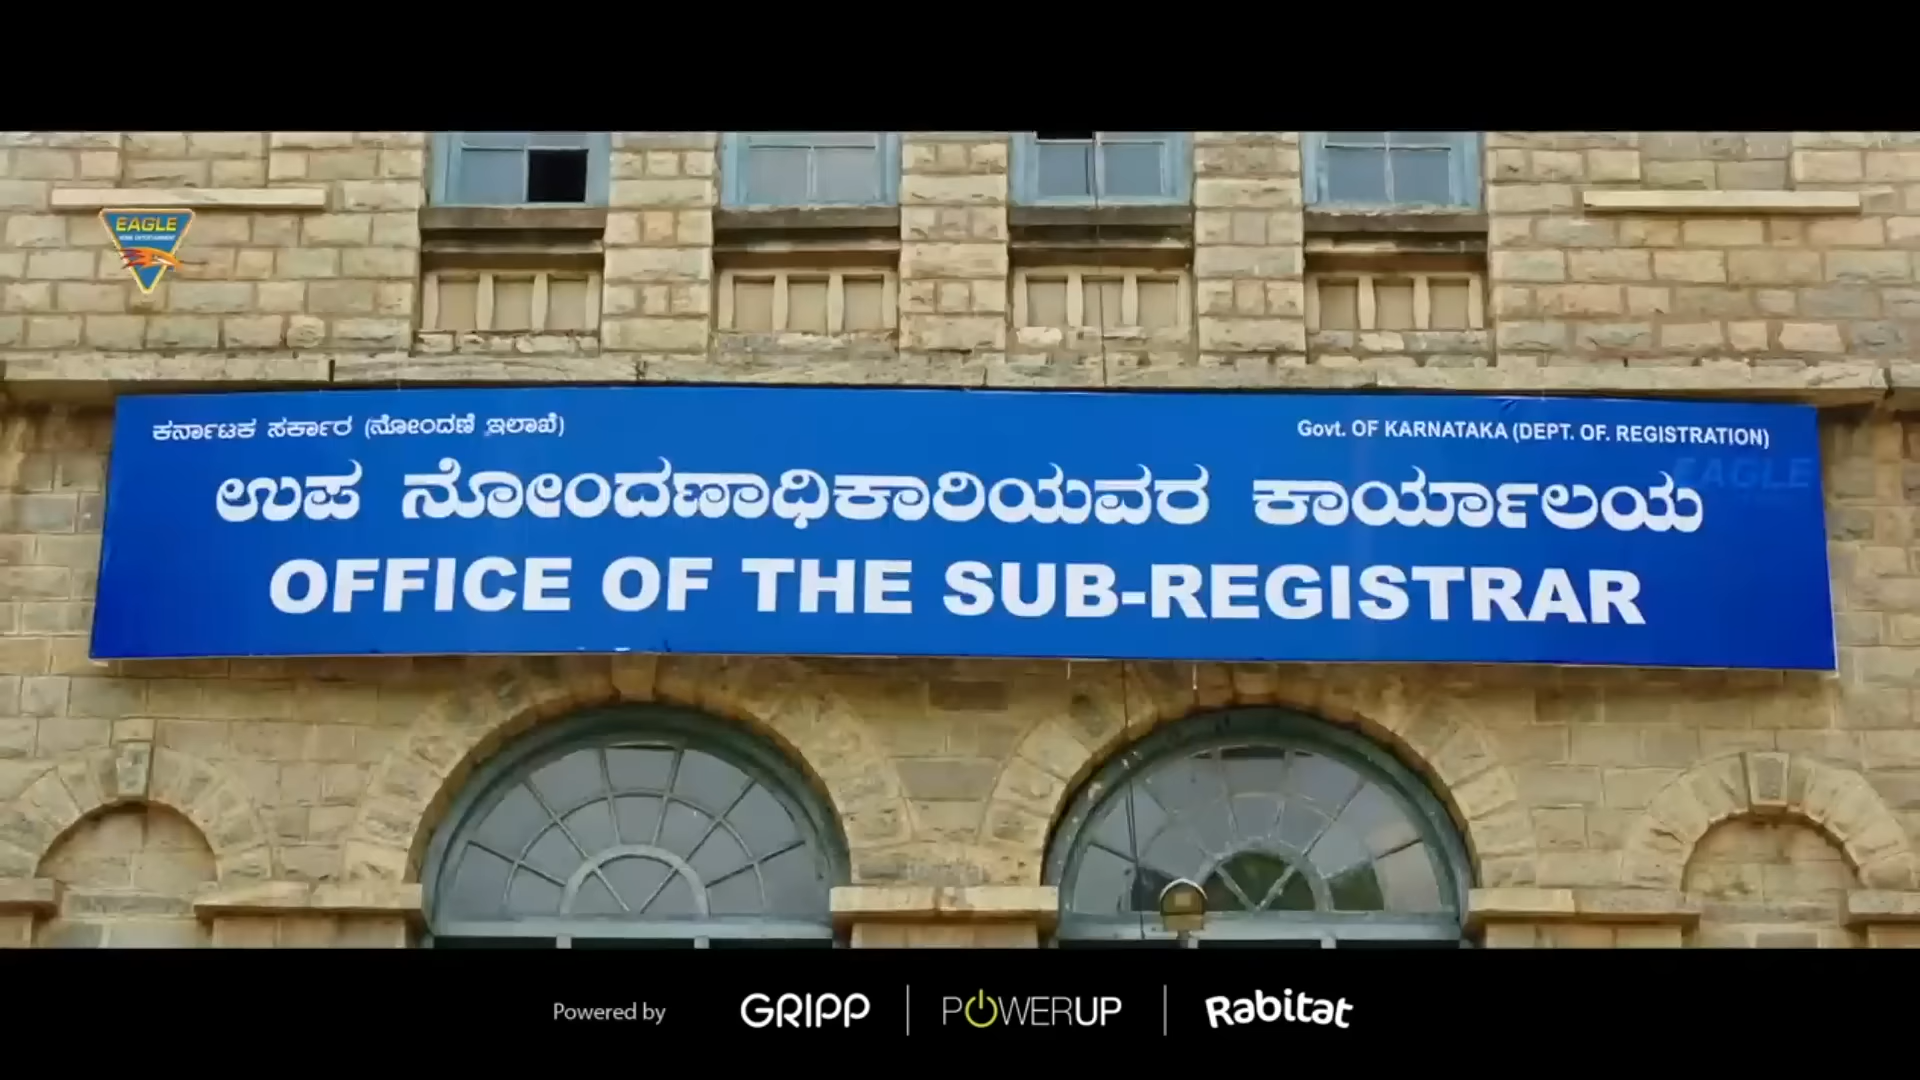 EAGLE
ಕರ್ನಾಟಕ ಸರ್ಕಾರ (ನೋಂದಣಿ ಇಲಾಖೆ)
Govt. OF KARNATAKA (DEPT. OF. REGISTRATION)
EAGLE
ಉಪ ನೋಂದಣಾಧಿಕಾರಿಯವರ ಕಾರ್ಯಾಲಯ
OFFICE OF THE SUB-REGISTRAR
Powered by GRIPP POWERUP Rabitat